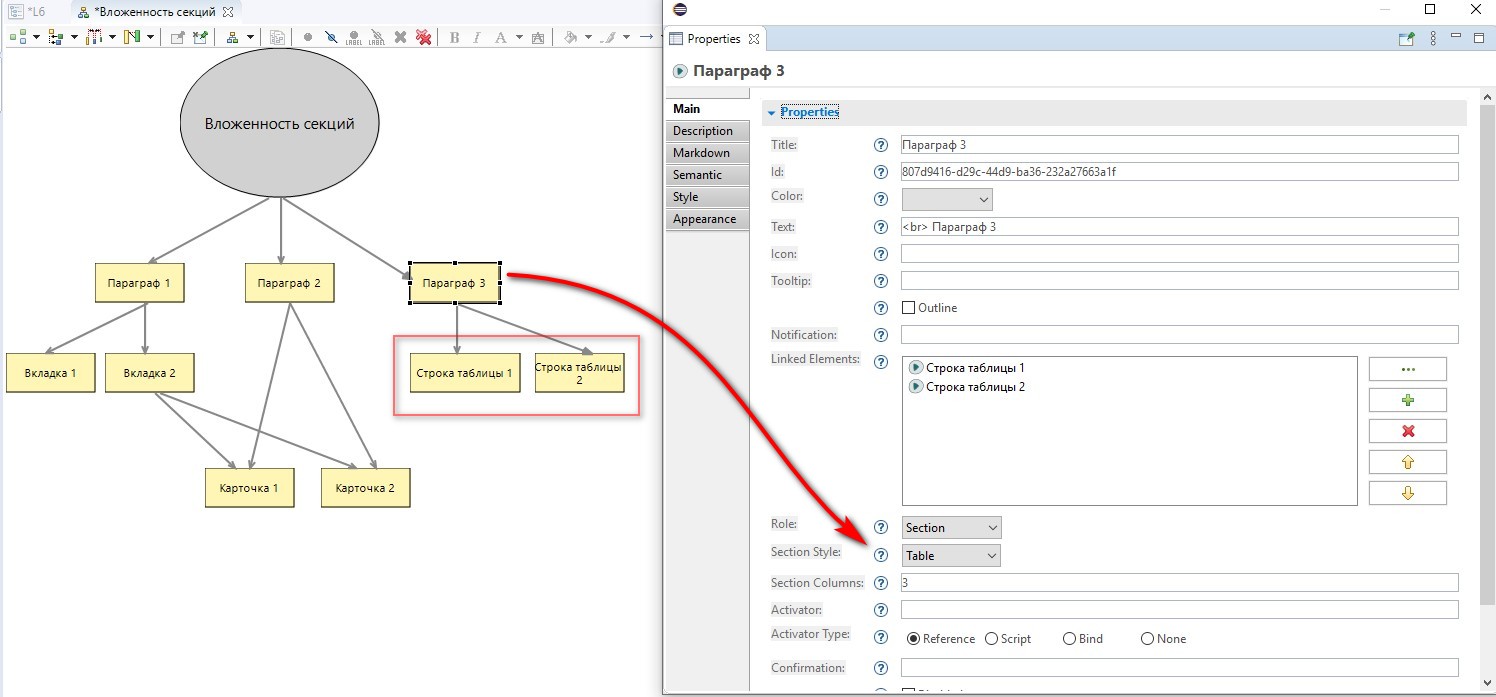 *L6
*Вложенность секций
LABEL
LABEL
B I A A
Вложенность секций
Параграф 1
Параграф 2
Параграф 3
Вкладка 1
Вкладка 2
Строка таблицы 1
Строка таблицы
2
Карточка 1
Карточка 2
Properties
Параграф 3
Main
Description
Markdown
Semantic
Style
Appearance
Properties
Title: ? Параграф 3
Id: ? 807d9416-d29c-44d9-ba36-232a27663a1f
Color: ?
Text: ? <br> Параграф 3
Icon: ?
Tooltip: ?
? Outline
Notification: ?
Linked Elements: ?
Строка таблицы 1
Строка таблицы 2
...
Role: ? Section
Section Style: ? Table
Section Columns: ? 3
Activator: ?
Activator Type: ? Reference Script Bind None
Confirmation: ?